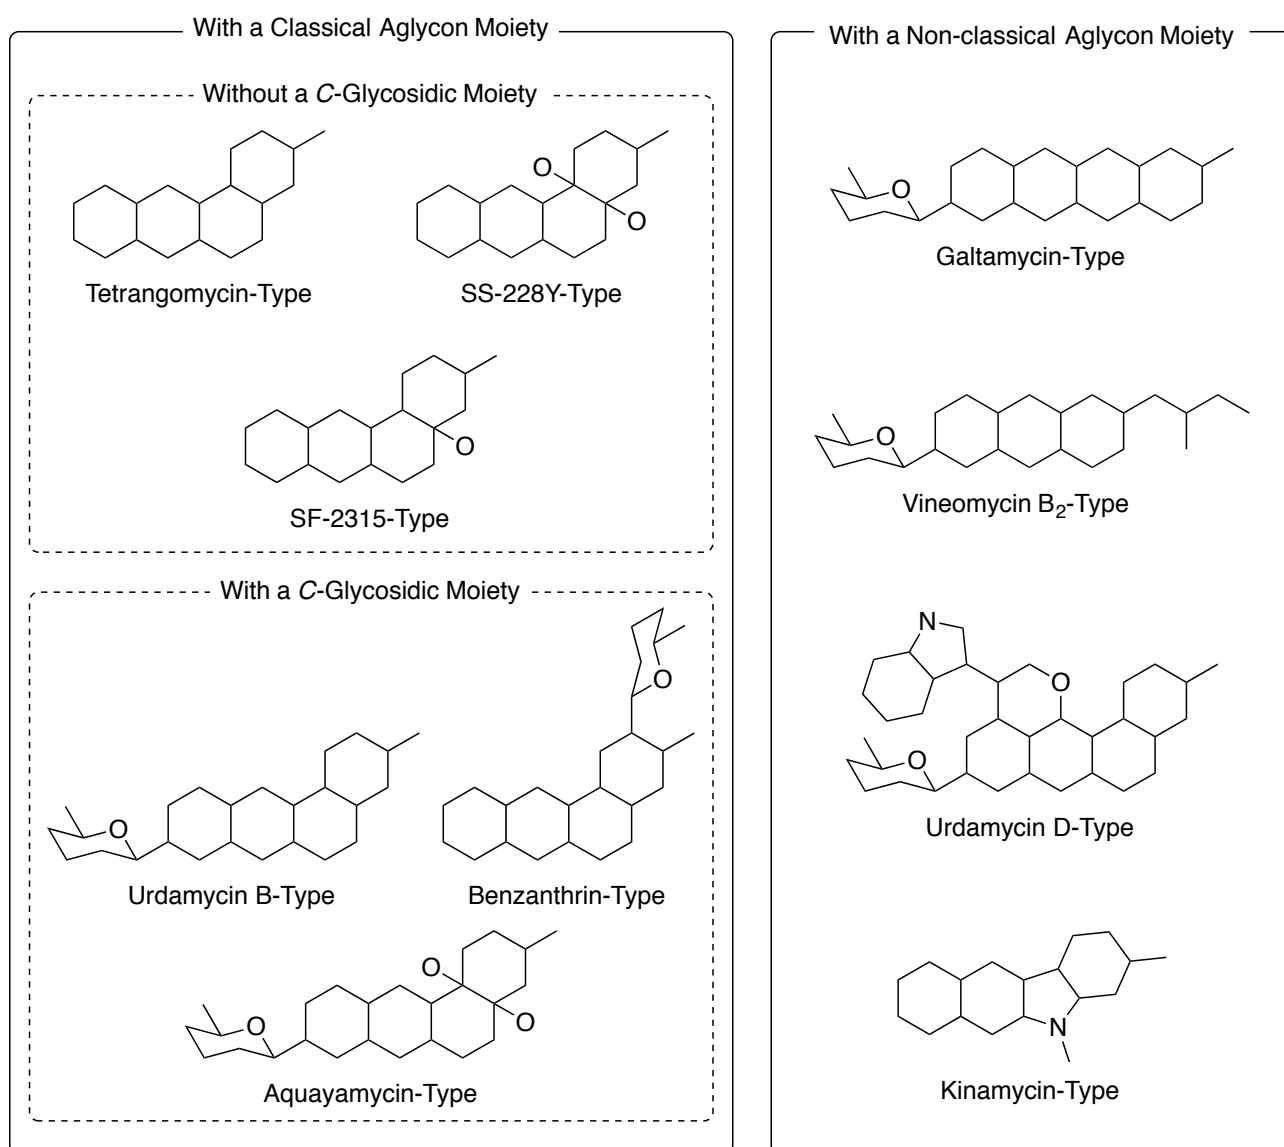 With a Classical Aglycon Moiety
Without a C-Glycosidic Moiety
O
O
Tetrangomycin-Type
SS-228Y-Type
O
SF-2315-Type
With a C-Glycosidic Moiety
O
O
Urdamycin B-Type
Benzanthrin-Type
O
O
O
Aquayamycin-Type
With a Non-classical Aglycon Moiety
O
Galtamycin-Type
O
Vineomycin B₂-Type
N
O
O
Urdamycin D-Type
N
Kinamycin-Type